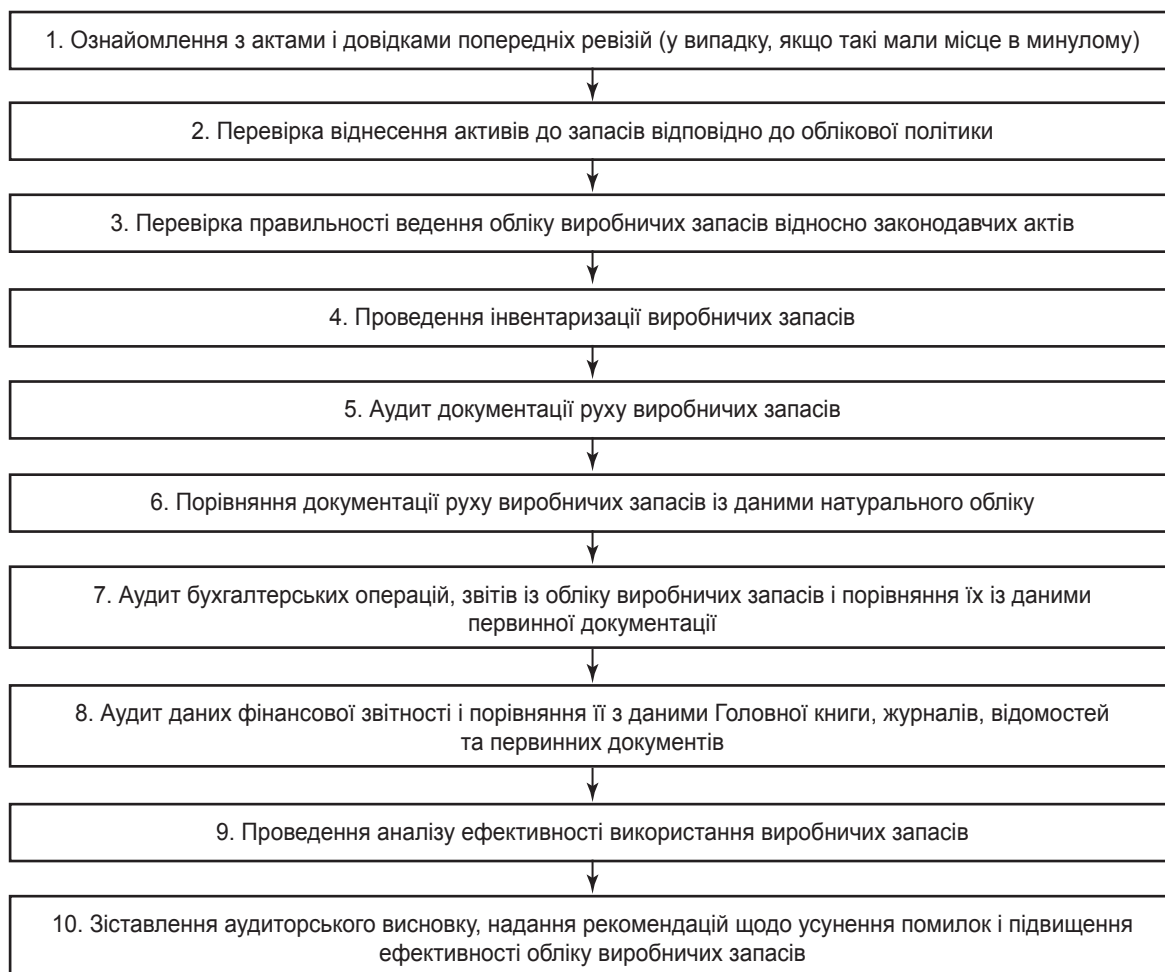 1. Ознайомлення з актами і довідками попередніх ревізій (у випадку, якщо такі мали місце в минулому)
2. Перевірка віднесення активів до запасів відповідно до облікової політики
3. Перевірка правильності ведення обліку виробничих запасів відносно законодавчих актів
4. Проведення інвентаризації виробничих запасів
5. Аудит документації руху виробничих запасів
6. Порівняння документації руху виробничих запасів із даними натурального обліку
7. Аудит бухгалтерських операцій, звітів із обліку виробничих запасів і порівняння їх із даними
первинної документації
8. Аудит даних фінансової звітності і порівняння її з даними Головної книги, журналів, відомостей
та первинних документів
9. Проведення аналізу ефективності використання виробничих запасів
10. Зіставлення аудиторського висновку, надання рекомендацій щодо усунення помилок і підвищення
ефективності обліку виробничих запасів